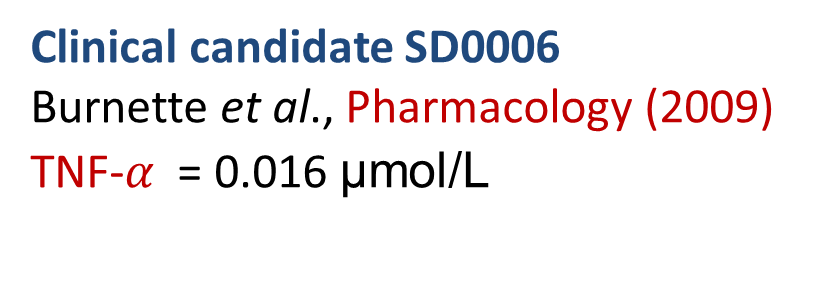 Clinical candidate SD0006
Burnette et al., Pharmacology (2009)
TNF-α = 0.016 μmol/L